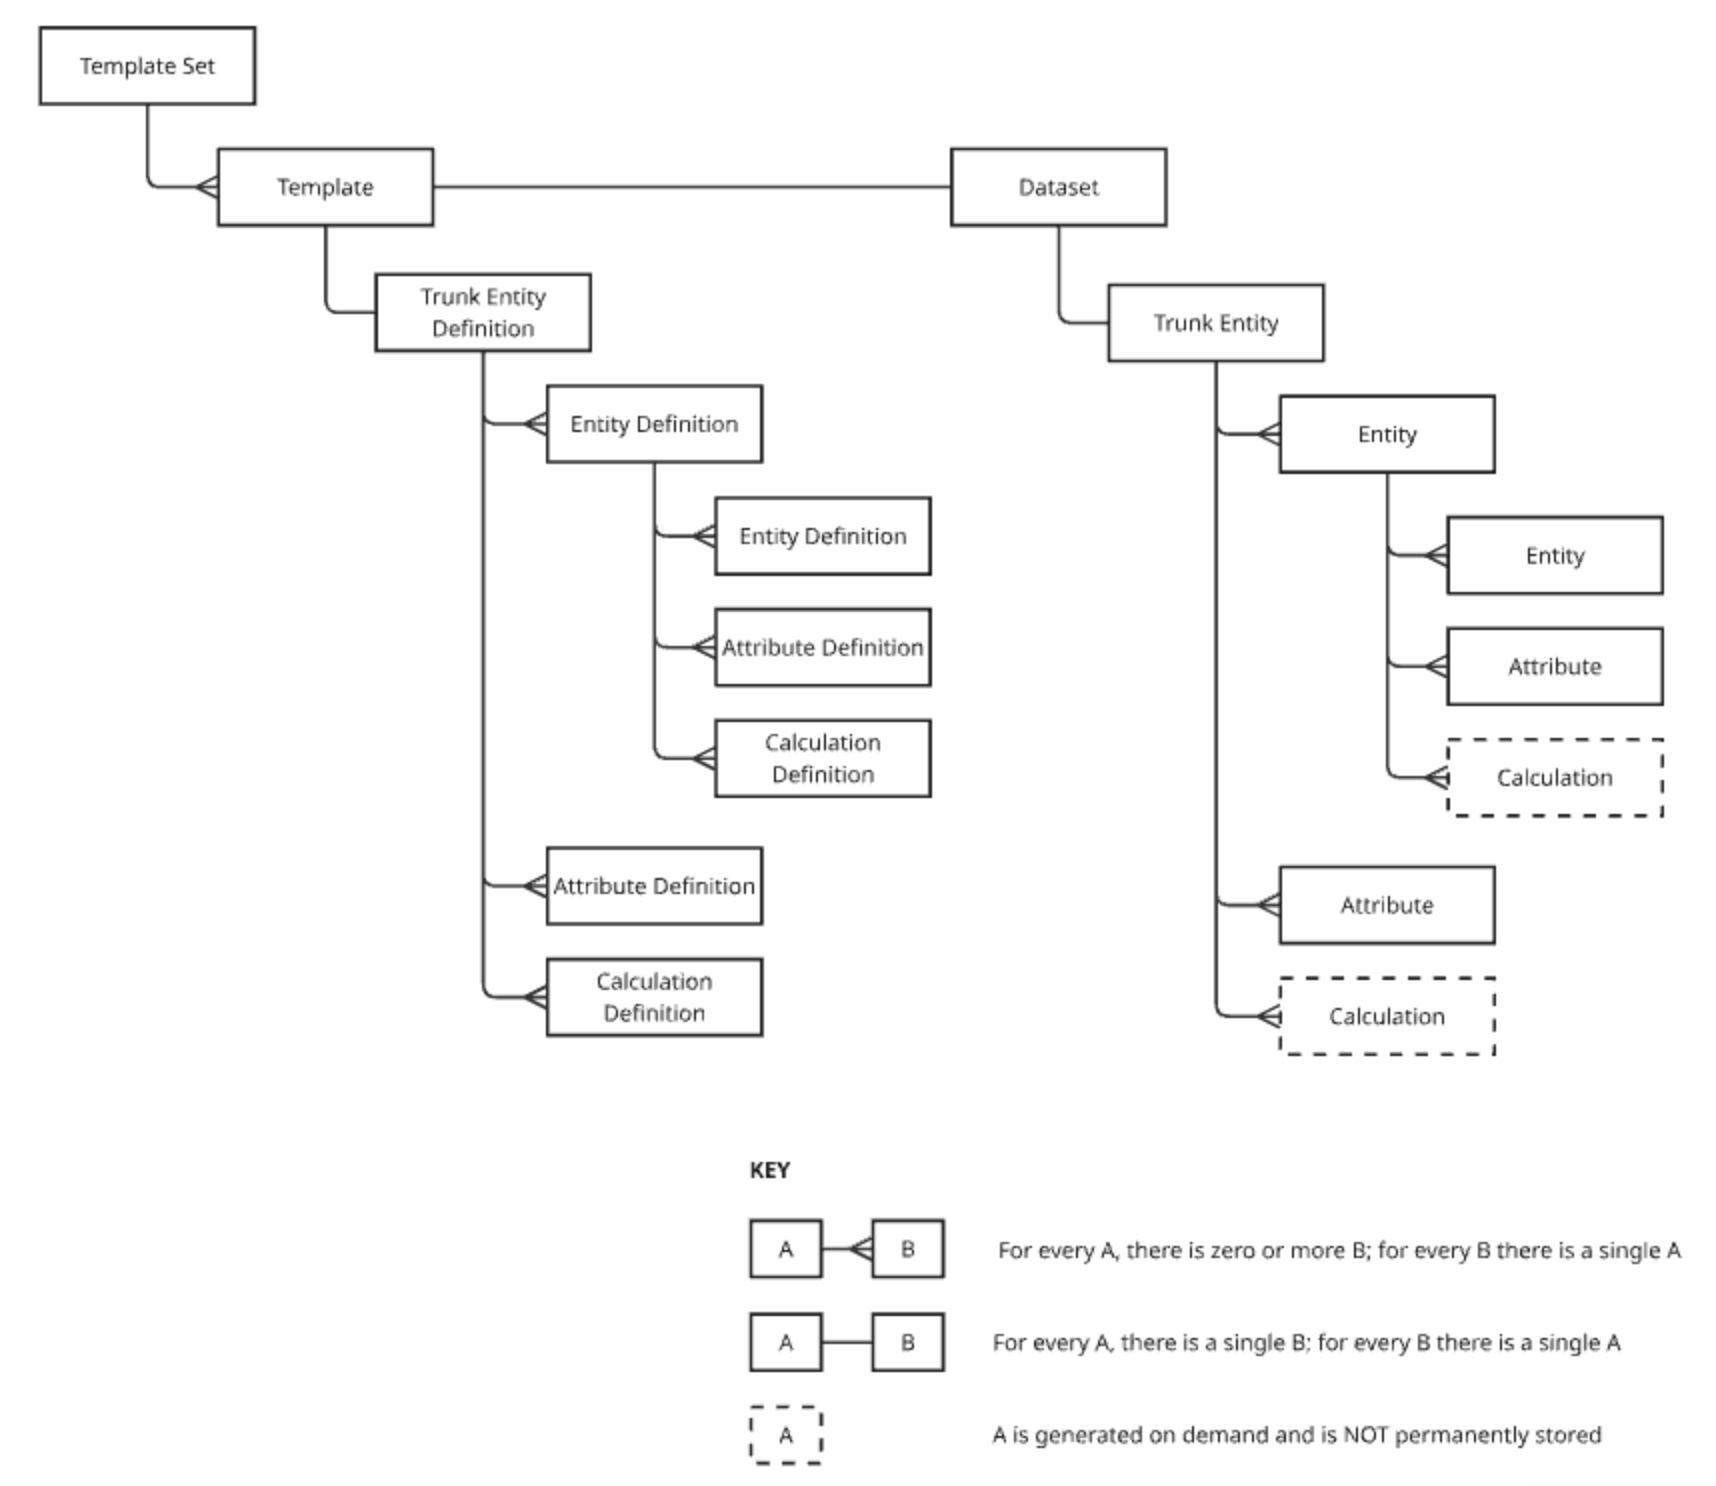 Template Set
Template
Dataset
Trunk Entity
Definition
Trunk Entity
Entity Definition
Entity
Entity Definition
Entity
Attribute Definition
Attribute
Calculation
Definition
Calculation
Attribute Definition
Attribute
Calculation
Definition
Calculation
KEY
A
B
For every A, there is zero or more B; for every B there is a single A
A
B
For every A, there is a single B; for every B there is a single A
A
A is generated on demand and is NOT permanently stored